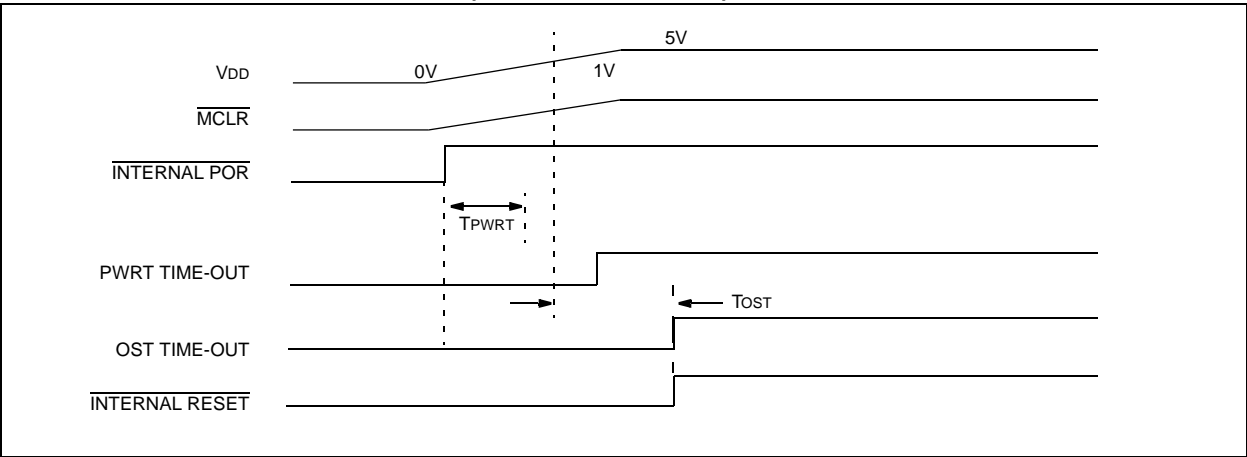 5V
VDD
0V
1V
MCLR
INTERNAL POR
TPWRT
PWRT TIME-OUT
TOST
OST TIME-OUT
INTERNAL RESET